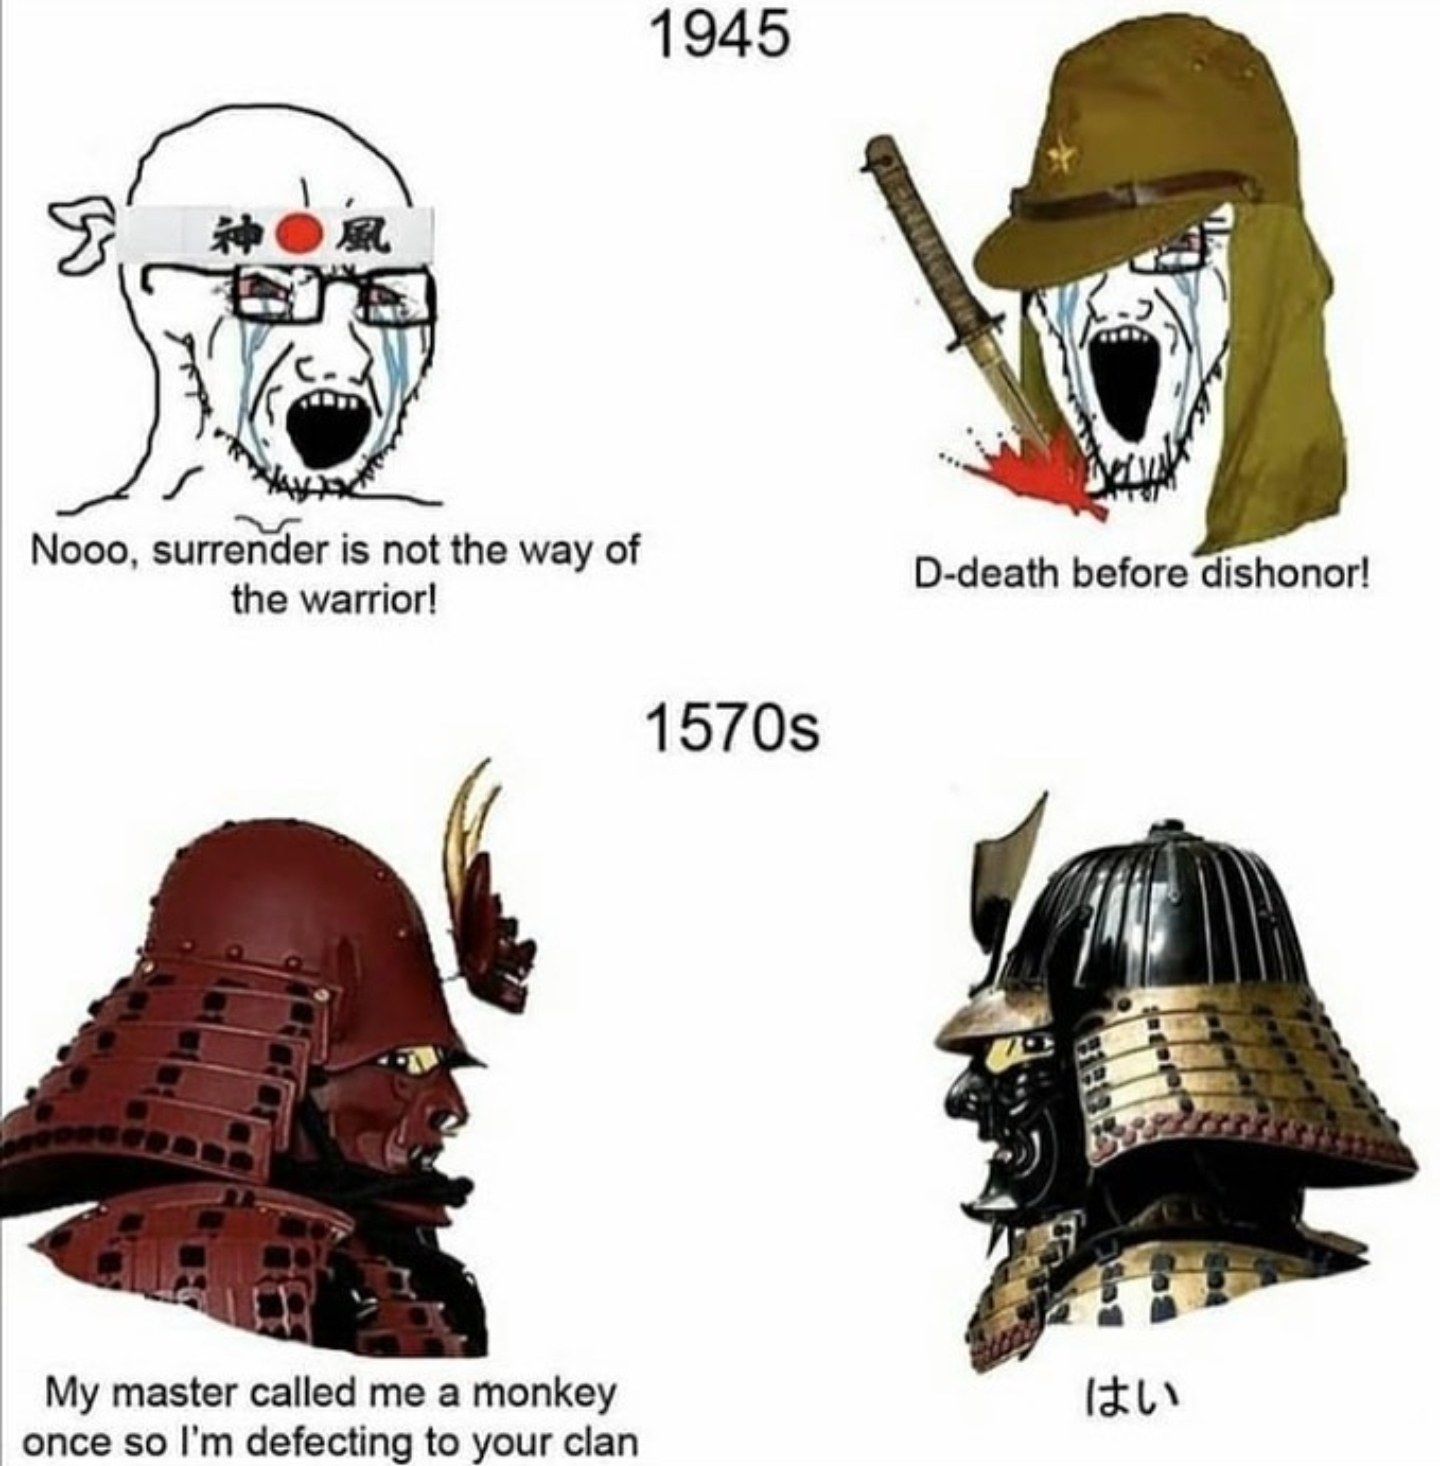 1945
神 風
Nooo, surrender is not the way of
the warrior!
D-death before dishonor!
1570s
My master called me a monkey
once so I'm defecting to your clan
はい